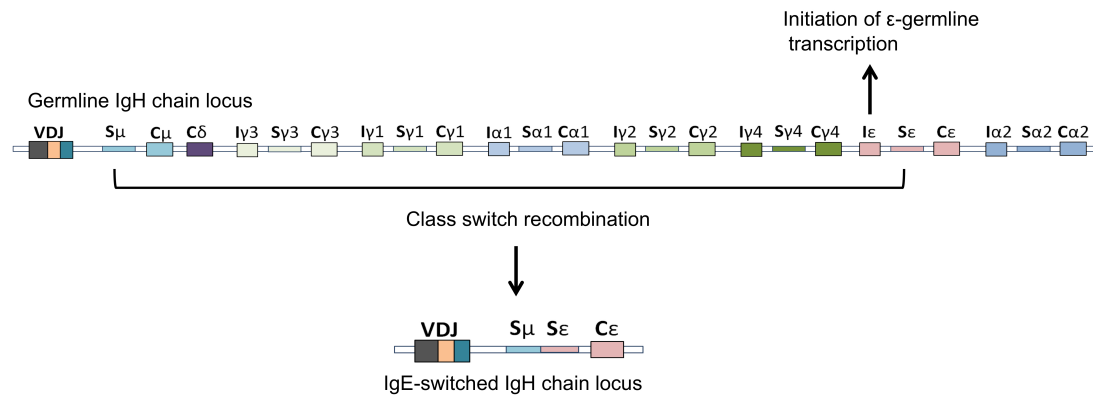 Initiation of ε-germline
transcription
Germline IgH chain locus
VDJ Sμ Cμ Cδ Iγ3 Sγ3 Cγ3 Iγ1 Sγ1 Cγ1 Iα1 Sα1 Cα1 Iγ2 Sγ2 Cγ2 Iγ4 Sγ4 Cγ4 Iε Sε Cε Iα2 Sα2 Cα2
Class switch recombination
VDJ Sμ Sε Cε
IgE-switched IgH chain locus